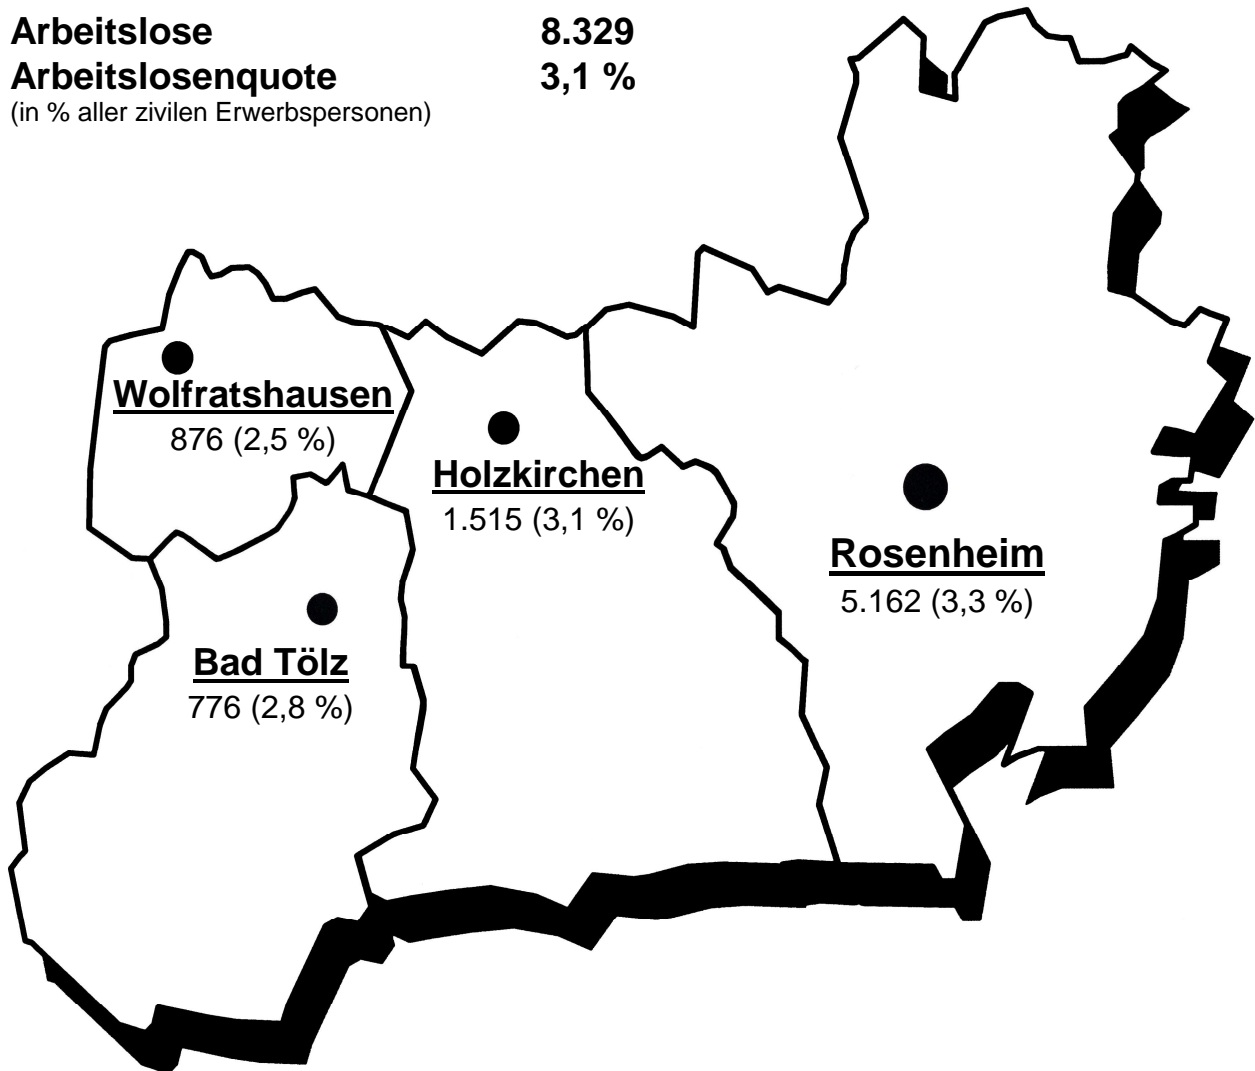 Arbeitslose 8.329
Arbeitslosenquote 3,1 %
(in % aller zivilen Erwerbspersonen)
Wolfratshausen
876 (2,5 %)
Holzkirchen
1.515 (3,1 %)
Rosenheim
5.162 (3,3 %)
Bad Tölz
776 (2,8 %)